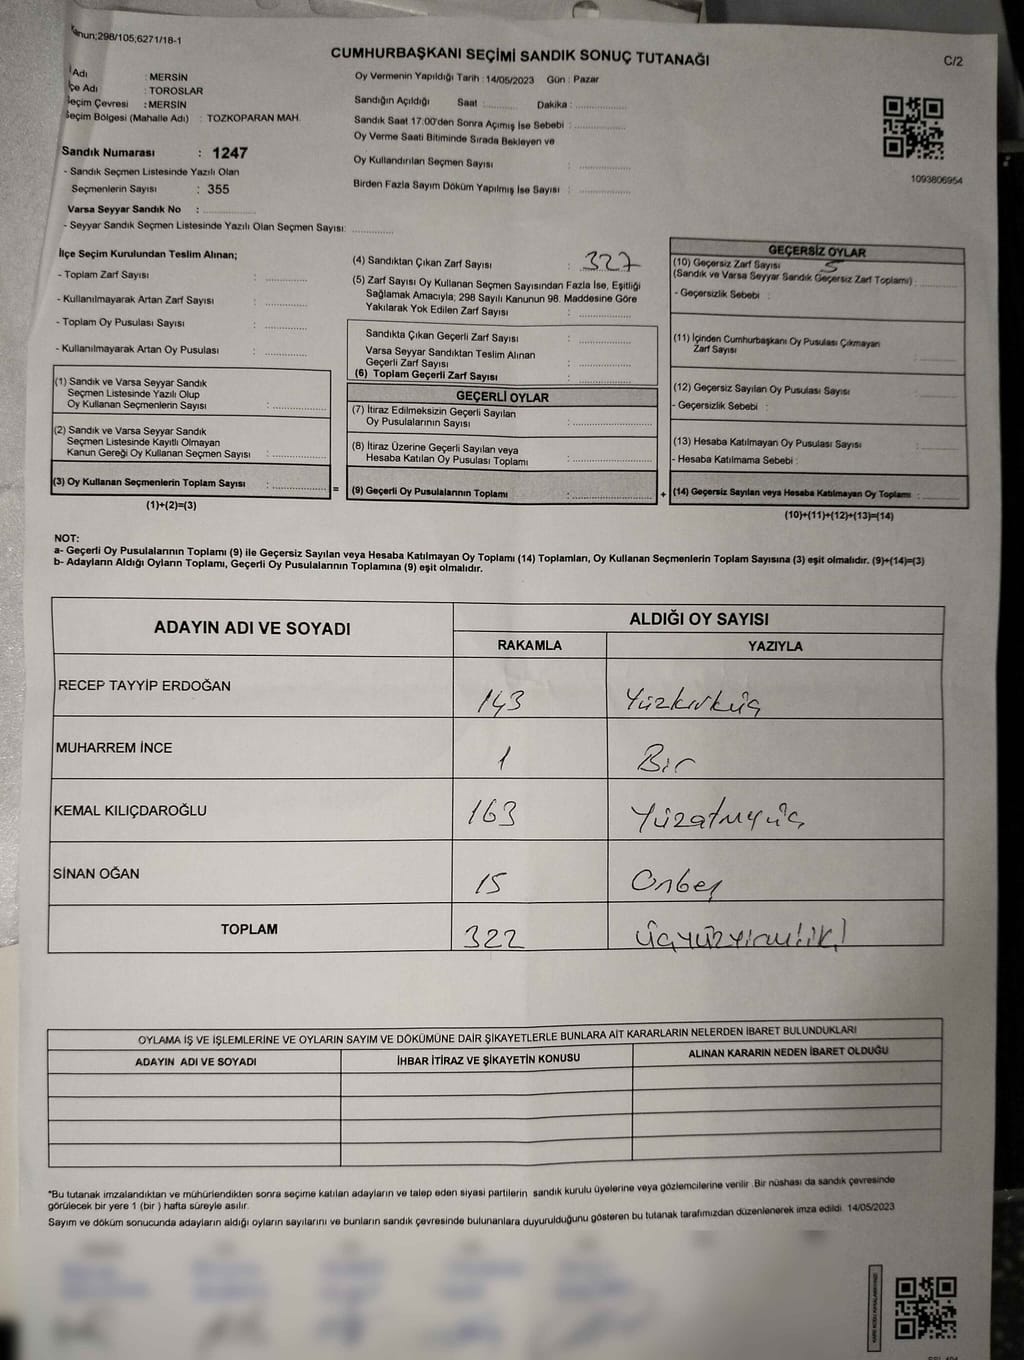 Kanun;298/105,6271/18-1
CUMHURBAŞKANI SEÇİMİ SANDIK SONUÇ TUTANAĞI
C/2
İl Adı : MERSİN
İlçe Adı : TOROSLAR
Seçim Çevresi : MERSİN
Seçim Bölgesi (Mahalle Adı) : TOZKOPARAN MAH.
Sandık Numarası : 1247
- Sandık Seçmen Listesinde Yazılı Olan
Seçmenlerin Sayısı : 355
Varsa Seyyar Sandık No : ..............
- Seyyar Sandık Seçmen Listesinde Yazılı Olan Seçmen Sayısı: ............
Oy Vermenin Yapıldığı Tarih : 14/05/2023 Gün : Pazar
Sandığın Açıldığı Saat : ............ Dakika : ..............
Sandık Saat 17:00'den Sonra Açımış İse Sebebi : ..............
Oy Verme Saati Bitiminde Sırada Bekleyen ve
Oy Kullandırılan Seçmen Sayısı : ..............
Birden Fazla Sayım Döküm Yapılmış İse Sayısı : ..............
1093806954
İlçe Seçim Kurulundan Teslim Alınan;
- Toplam Zarf Sayısı : ............
- Kullanılmayarak Artan Zarf Sayısı : ............
- Toplam Oy Pusulası Sayısı : ............
- Kullanılmayarak Artan Oy Pusulası : ............
(1) Sandık ve Varsa Seyyar Sandık
Seçmen Listesinde Yazılı Olup
Oy Kullanan Seçmenlerin Sayısı : ..............
(2) Sandık ve Varsa Seyyar Sandık
Seçmen Listesinde Kayıtlı Olmayan
Kanun Gereği Oy Kullanan Seçmen Sayısı : ..............
(3) Oy Kullanan Seçmenlerin Toplam Sayısı : ..............
(1)+(2)=(3)
=
(4) Sandıktan Çıkan Zarf Sayısı : 327
(5) Zarf Sayısı Oy Kullanan Seçmen Sayısından Fazla İse, Eşitliği
Sağlamak Amacıyla; 298 Sayılı Kanunun 98. Maddesine Göre
Yakılarak Yok Edilen Zarf Sayısı : ..............
Sandıkta Çıkan Geçerli Zarf Sayısı : ..............
Varsa Seyyar Sandıktan Teslim Alınan
Geçerli Zarf Sayısı : ..............
(6) Toplam Geçerli Zarf Sayısı : ..............
GEÇERLİ OYLAR
(7) İtiraz Edilmeksizin Geçerli Sayılan
Oy Pusulalarının Sayısı : ..............
(8) İtiraz Üzerine Geçerli Sayılan veya
Hesaba Katılan Oy Pusulası Toplamı : ..............
(9) Geçerli Oy Pusulalarının Toplamı : ..............
+
GEÇERSİZ OYLAR
(10) Geçersiz Zarf Sayısı 5
(Sandık ve Varsa Seyyar Sandık Geçersiz Zarf Toplamı) : ..........
- Geçersizlik Sebebi :
(11) İçinden Cumhurbaşkanı Oy Pusulası Çıkmayan
Zarf Sayısı : ..........
(12) Geçersiz Sayılan Oy Pusulası Sayısı : ..........
- Geçersizlik Sebebi :
(13) Hesaba Katılmayan Oy Pusulası Sayısı : ..........
- Hesaba Katılmama Sebebi :
(14) Geçersiz Sayılan veya Hesaba Katılmayan Oy Toplamı : ..........
(10)+(11)+(12)+(13)=(14)
NOT:
a- Geçerli Oy Pusulalarının Toplamı (9) ile Geçersiz Sayılan veya Hesaba Katılmayan Oy Toplamı (14) Toplamları, Oy Kullanan Seçmenlerin Toplam Sayısına (3) eşit olmalıdır. (9)+(14)=(3)
b- Adayların Aldığı Oyların Toplamı, Geçerli Oy Pusulalarının Toplamına (9) eşit olmalıdır.
ADAYIN ADI VE SOYADI ALDIĞI OY SAYISI
RAKAMLA YAZIYLA
RECEP TAYYİP ERDOĞAN 143 Yüzkırküç
MUHARREM İNCE 1 Bir
KEMAL KILIÇDAROĞLU 163 Yüzatmışüç
SİNAN OĞAN 15 Onbeş
TOPLAM 322 Üçyüzyirmiiki
OYLAMA İŞ VE İŞLEMLERİNE VE OYLARIN SAYIM VE DÖKÜMÜNE DAİR ŞİKAYETLERLE BUNLARA AİT KARARLARIN NELERDEN İBARET BULUNDUKLARI
ADAYIN ADI VE SOYADI İHBAR İTİRAZ VE ŞİKAYETİN KONUSU ALINAN KARARIN NEDEN İBARET OLDUĞU
*Bu tutanak imzalandıktan ve mühürlendikten sonra seçime katılan adayların ve talep eden siyasi partilerin sandık kurulu üyelerine veya gözlemcilerine verilir .Bir nüshası da sandık çevresinde
görülecek bir yere 1 (bir ) hafta süreyle asılır.
Sayım ve döküm sonucunda adayların aldığı oyların sayılarını ve bunların sandık çevresinde bulunanlara duyurulduğunu gösteren bu tutanak tarafımızdan düzenlenerek imza edildi. 14/05/2023